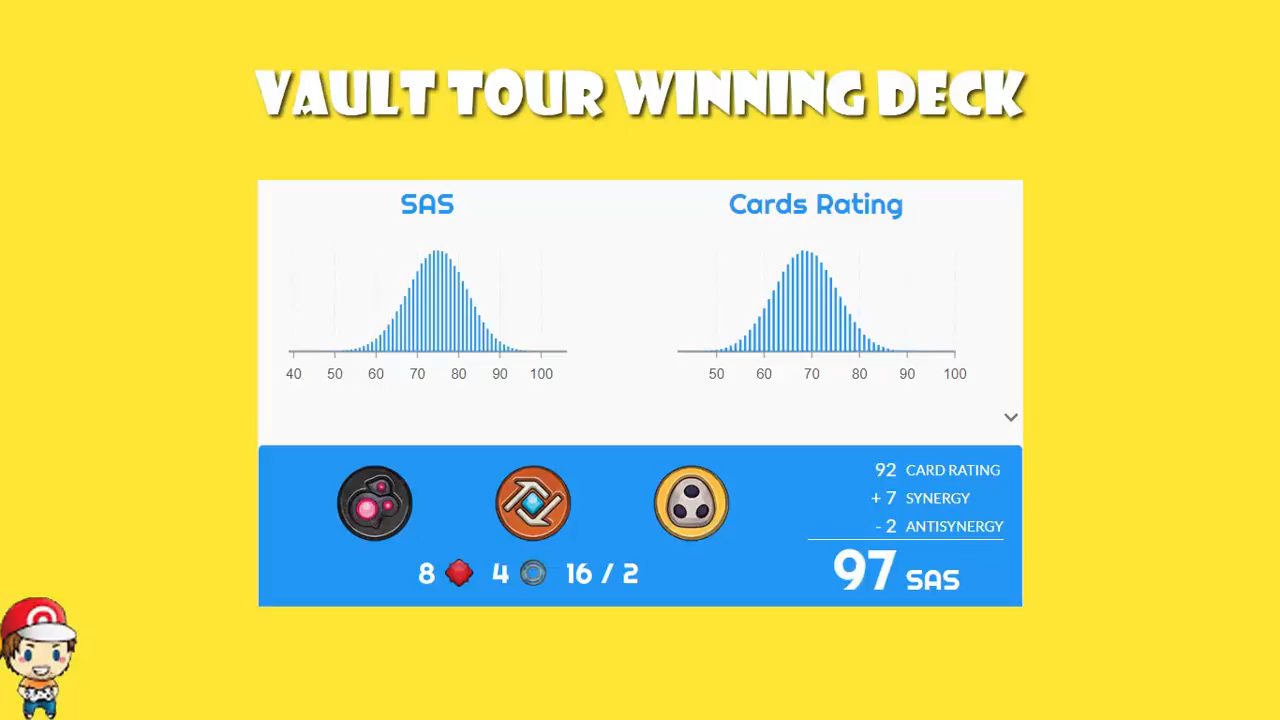 VAULT TOUR WINNING DECK
SAS
Cards Rating
40 50 60 70 80 90 100
50 60 70 80 90 100
92 CARD RATING
+ 7 SYNERGY
- 2 ANTISYNERGY
8 4 16 / 2
97 SAS